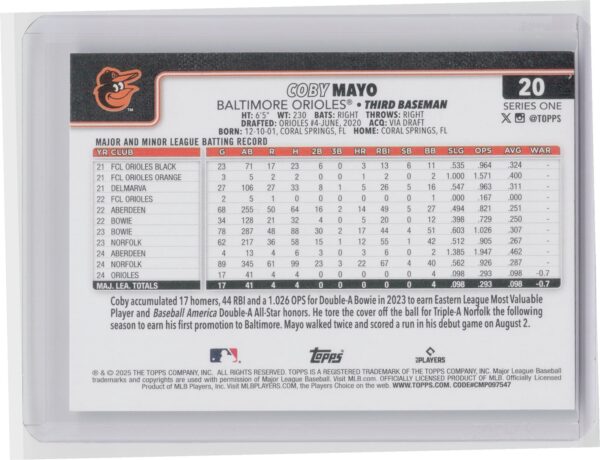 20
COBY MAYO
BALTIMORE ORIOLES® • THIRD BASEMAN
SERIES ONE
HT: 6'5" WT: 230 BATS: RIGHT THROWS: RIGHT
@TOPPS
DRAFTED: ORIOLES #4-JUNE, 2020 ACQ: VIA DRAFT
BORN: 12-10-01, CORAL SPRINGS, FL HOME: CORAL SPRINGS, FL
MAJOR AND MINOR LEAGUE BATTING RECORD
YR CLUB G AB R H 2B 3B HR RBI SB BB SLG OPS AVG WAR
21 FCL ORIOLES BLACK 23 71 17 23 6 0 3 13 6 11 .535 .964 .324 -
21 FCL ORIOLES ORANGE 3 5 2 2 0 0 1 2 0 2 1.000 1.571 .400 -
21 DELMARVA 27 106 27 33 8 1 5 26 5 16 .547 .963 .311 -
22 FCL ORIOLES 2 5 1 0 0 0 0 0 0 1 .000 .167 .000 -
22 ABERDEEN 68 255 50 64 16 2 14 49 5 27 .494 .821 .251 -
22 BOWIE 34 128 21 32 4 0 5 20 0 12 .398 .729 .250 -
23 BOWIE 78 287 48 88 30 2 17 44 4 51 .603 1.026 .307 -
23 NORFOLK 62 217 36 58 15 1 12 55 1 42 .512 .905 .267 -
24 ABERDEEN 4 13 4 6 3 0 2 3 0 2 1.385 1.947 .462 -
24 NORFOLK 89 345 61 99 23 3 22 67 4 40 .562 .926 .287 -
24 ORIOLES 17 41 4 4 0 0 0 0 0 4 .098 .293 .098 -0.7
MAJ. LEA. TOTALS 17 41 4 4 0 0 0 0 0 4 .098 .293 .098 -0.7
Coby accumulated 17 homers, 44 RBI and a 1.026 OPS for Double-A Bowie in 2023 to earn Eastern League Most Valuable
Player and Baseball America Double-A All-Star honors. He tore the cover off the ball for Triple-A Norfolk the following
season to earn his first promotion to Baltimore. Mayo walked twice and scored a run in his debut game on August 2.
Topps
PLAYERS
® & © 2025 THE TOPPS COMPANY, INC. ALL RIGHTS RESERVED. TOPPS IS A REGISTERED TRADEMARK OF THE TOPPS COMPANY, INC. Major League Baseball
trademarks and copyrights are used with permission of Major League Baseball. Visit MLB.com. OFFICIALLY LICENSED PRODUCT OF MLB. Officially Licensed
Product of MLB Players, Inc. Visit MLBPLAYERS.COM, the Players Choice on the web. WWW.TOPPS.COM. CODE#CMP097547